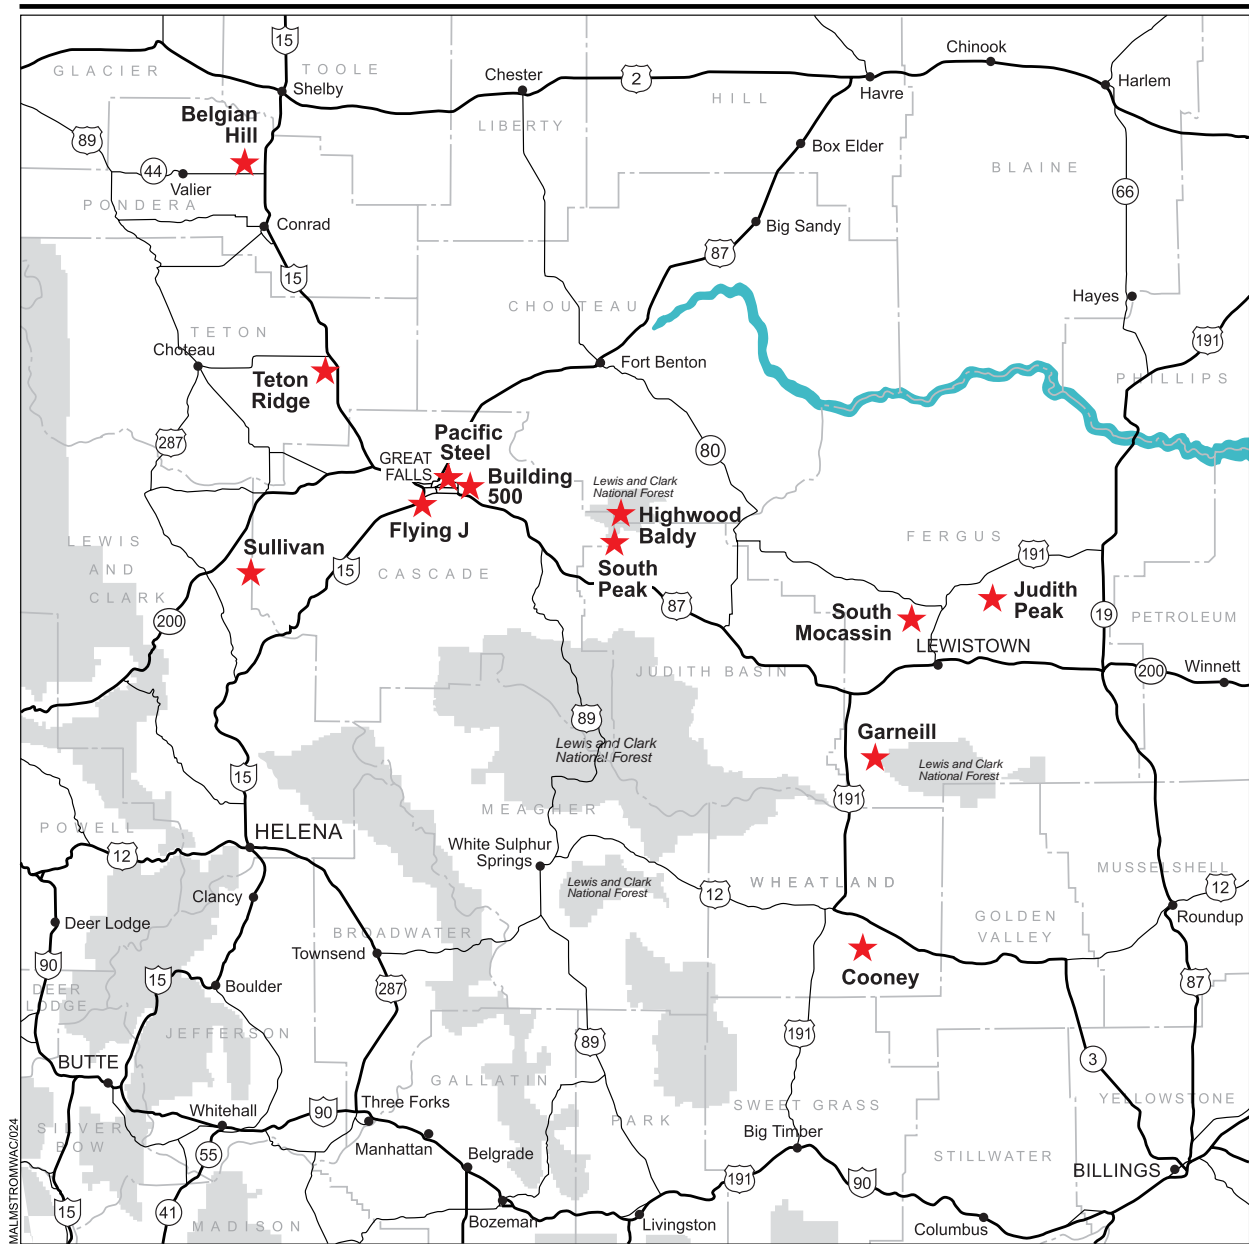 15
GLACIER
TOOLE
Shelby
Chester
2
Chinook
Havre
Harlem
HILL
LIBERTY
Belgian
Hill
89
44
Valier
PONDERA
Conrad
Box Elder
BLAINE
66
Big Sandy
87
15
Hayes
CHOUTEAU
TETON
Choteau
191
Fort Benton
PHILLIPS
Teton
Ridge
287
Pacific
Steel
GREAT
FALLS
Building
500
80
Lewis and Clark
National Forest
Highwood
Baldy
Flying J
FERGUS
LEWIS
AND
CLARK
Sullivan
15
CASCADE
South
Peak
191
87
Judith
Peak
South
Mocassin
19
PETROLEUM
200
LEWISTOWN
JUDITH BASIN
200
Winnett
89
Lewis and Clark
National Forest
Garneill
Lewis and Clark
National Forest
15
191
MEAGHER
POWELL
HELENA
12
White Sulphur
Springs
MUSSELSHELL
Lewis and Clark
National Forest
12
WHEATLAND
12
Clancy
Deer Lodge
BROADWATER
GOLDEN
VALLEY
Roundup
Townsend
90
15
Boulder
287
Cooney
87
DEER
LODGE
JEFFERSON
191
89
BUTTE
3
GALLATIN
Whitehall
90
Three Forks
PARK
SWEET GRASS
YELLOWSTONE
SILVER
BOW
Manhattan
Big Timber
55
Belgrade
STILLWATER
BILLINGS
191
90
15
41
MADISON
Bozeman
Livingston
Columbus
MALMSTROMWAC/024